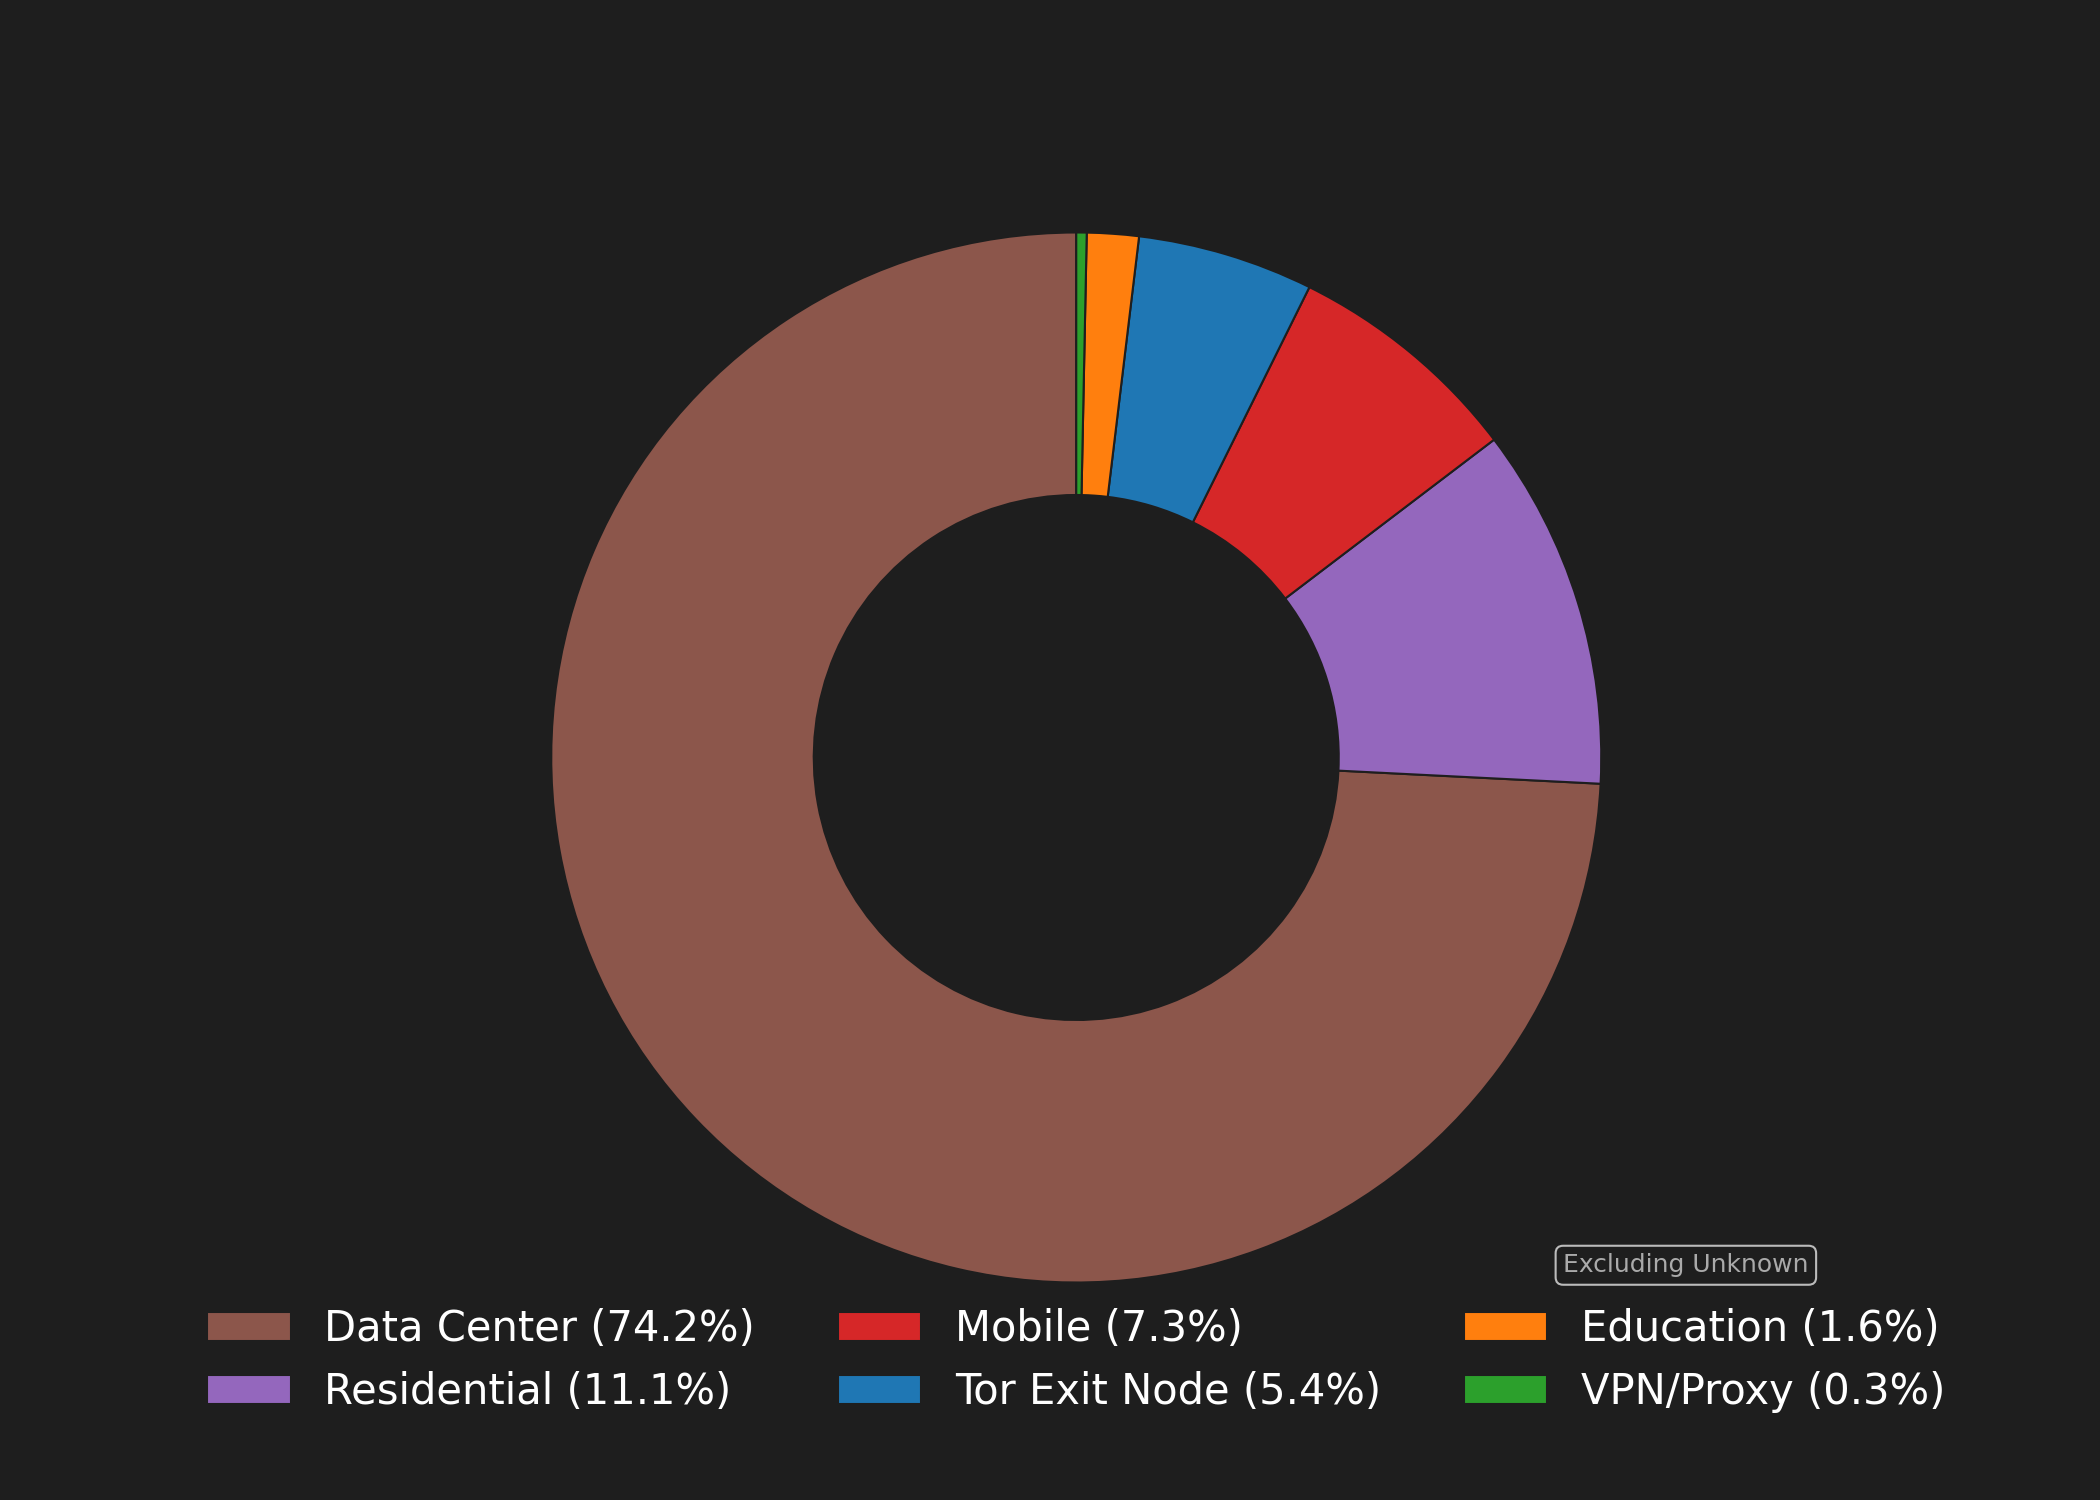 Excluding Unknown
Data Center (74.2%)
Mobile (7.3%)
Education (1.6%)
Residential (11.1%)
Tor Exit Node (5.4%)
VPN/Proxy (0.3%)